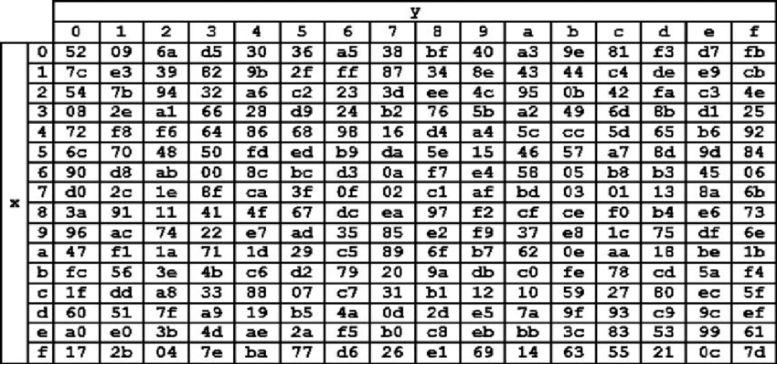 y
0 1 2 3 4 5 6 7 8 9 a b c d e f
0 52 09 6a d5 30 36 a5 38 bf 40 a3 9e 81 f3 d7 fb
1 7c e3 39 82 9b 2f ff 87 34 8e 43 44 c4 de e9 cb
2 54 7b 94 32 a6 c2 23 3d ee 4c 95 0b 42 fa c3 4e
3 08 2e a1 66 28 d9 24 b2 76 5b a2 49 6d 8b d1 25
4 72 f8 f6 64 86 68 98 16 d4 a4 5c cc 5d 65 b6 92
5 6c 70 48 50 fd ed b9 da 5e 15 46 57 a7 8d 9d 84
6 90 d8 ab 00 8c bc d3 0a f7 e4 58 05 b8 b3 45 06
x 7 d0 2c 1e 8f ca 3f 0f 02 c1 af bd 03 01 13 8a 6b
8 3a 91 11 41 4f 67 dc ea 97 f2 cf ce f0 b4 e6 73
9 96 ac 74 22 e7 ad 35 85 e2 f9 37 e8 1c 75 df 6e
a 47 f1 1a 71 1d 29 c5 89 6f b7 62 0e aa 18 be 1b
b fc 56 3e 4b c6 d2 79 20 9a db c0 fe 78 cd 5a f4
c 1f dd a8 33 88 07 c7 31 b1 12 10 59 27 80 ec 5f
d 60 51 7f a9 19 b5 4a 0d 2d e5 7a 9f 93 c9 9c ef
e a0 e0 3b 4d ae 2a f5 b0 c8 eb bb 3c 83 53 99 61
f 17 2b 04 7e ba 77 d6 26 e1 69 14 63 55 21 0c 7d